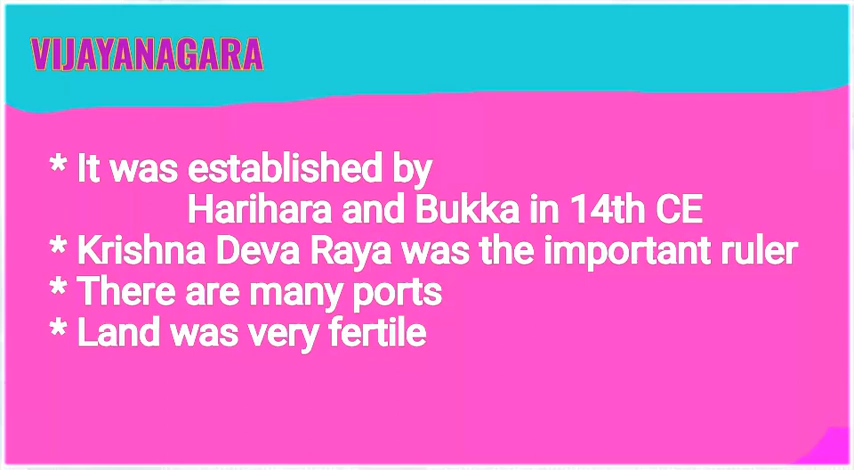 VIJAYANAGARA
* It was established by
Harihara and Bukka in 14th CE
* Krishna Deva Raya was the important ruler
* There are many ports
* Land was very fertile